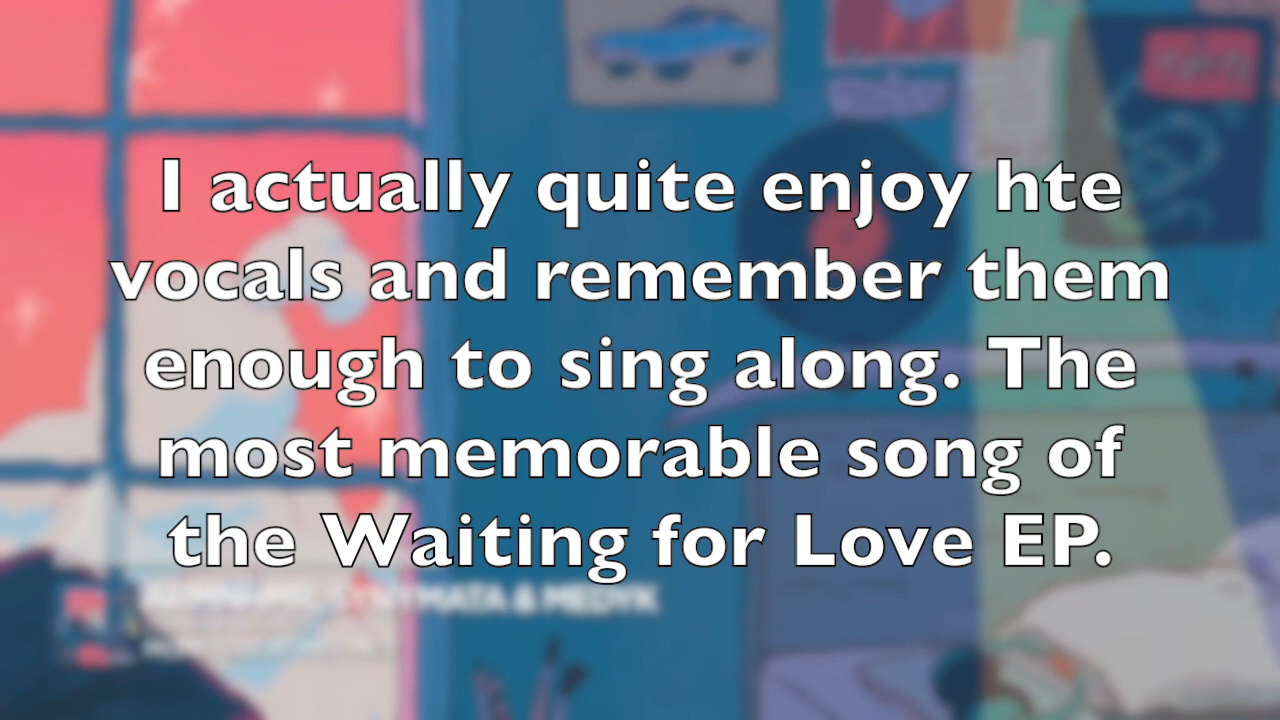 I actually quite enjoy hte
vocals and remember them
enough to sing along. The
most memorable song of
the Waiting for Love EP.
& MEDYK